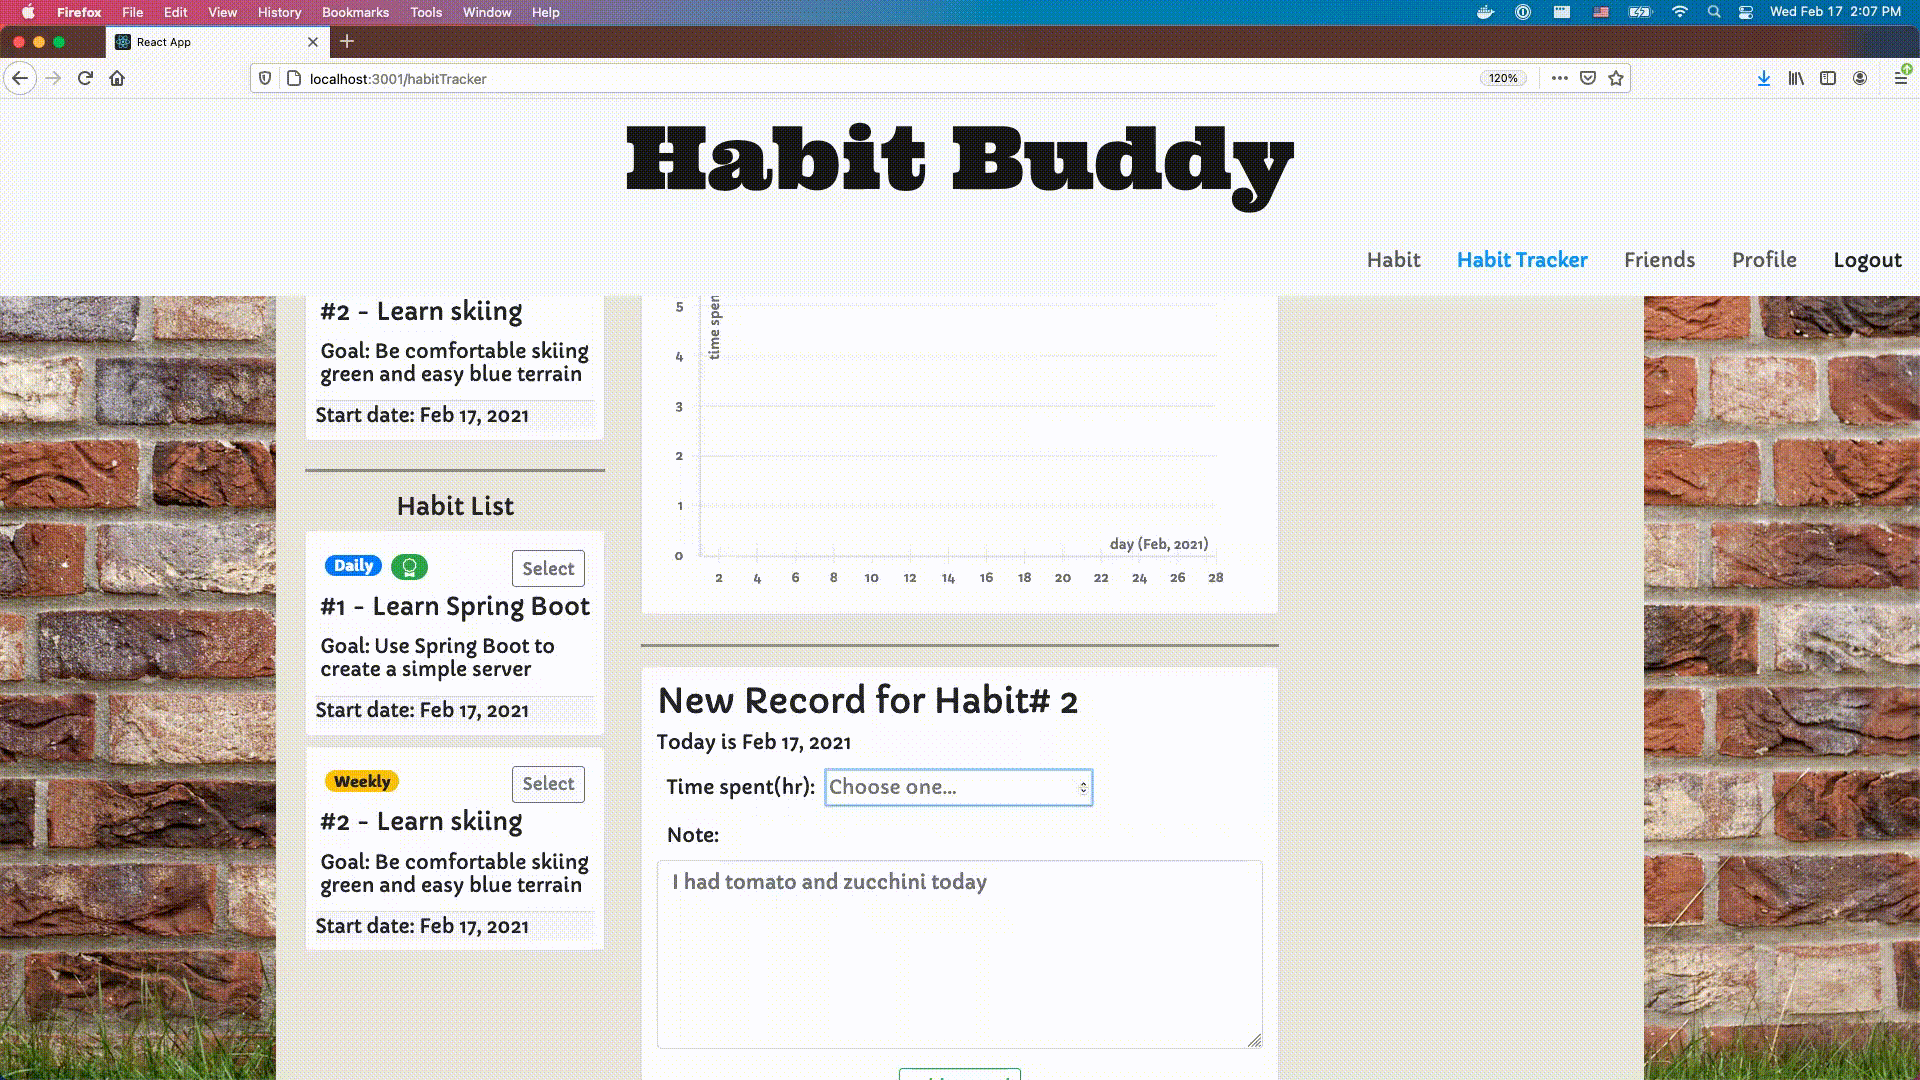 Firefox File Edit View History Bookmarks Tools Window Help
Wed Feb 17 2:07 PM
React App
localhost:3001/habitTracker
120%
Habit Buddy
Habit Habit Tracker Friends Profile Logout
#2 - Learn skiing
Goal: Be comfortable skiing
green and easy blue terrain
Start date: Feb 17, 2021
Habit List
Daily
Select
#1 - Learn Spring Boot
Goal: Use Spring Boot to
create a simple server
Start date: Feb 17, 2021
Weekly
Select
#2 - Learn skiing
Goal: Be comfortable skiing
green and easy blue terrain
Start date: Feb 17, 2021
time spen
5
4
3
2
1
0
day (Feb, 2021)
2 4 6 8 10 12 14 16 18 20 22 24 26 28
New Record for Habit# 2
Today is Feb 17, 2021
Time spent(hr): Choose one...
Note:
I had tomato and zucchini today